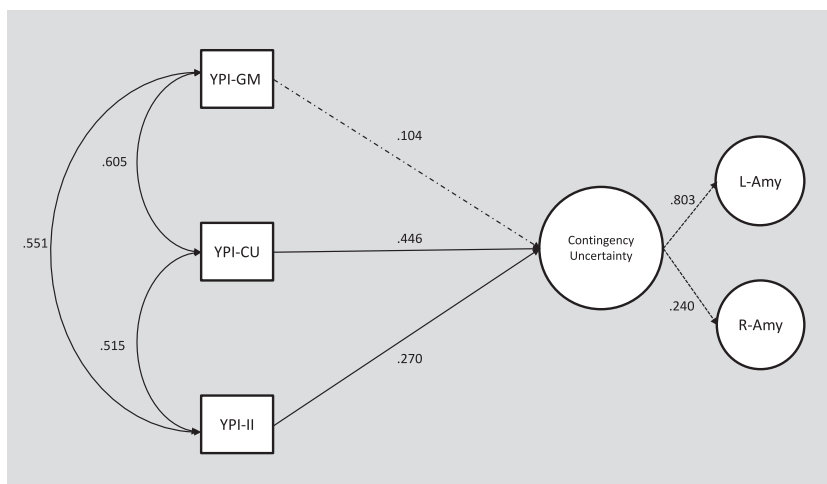 YPI-GM
.104
.605
L-Amy
.803
YPI-CU
.446
Contingency
Uncertainty
.551
.240
R-Amy
.515
.270
YPI-II